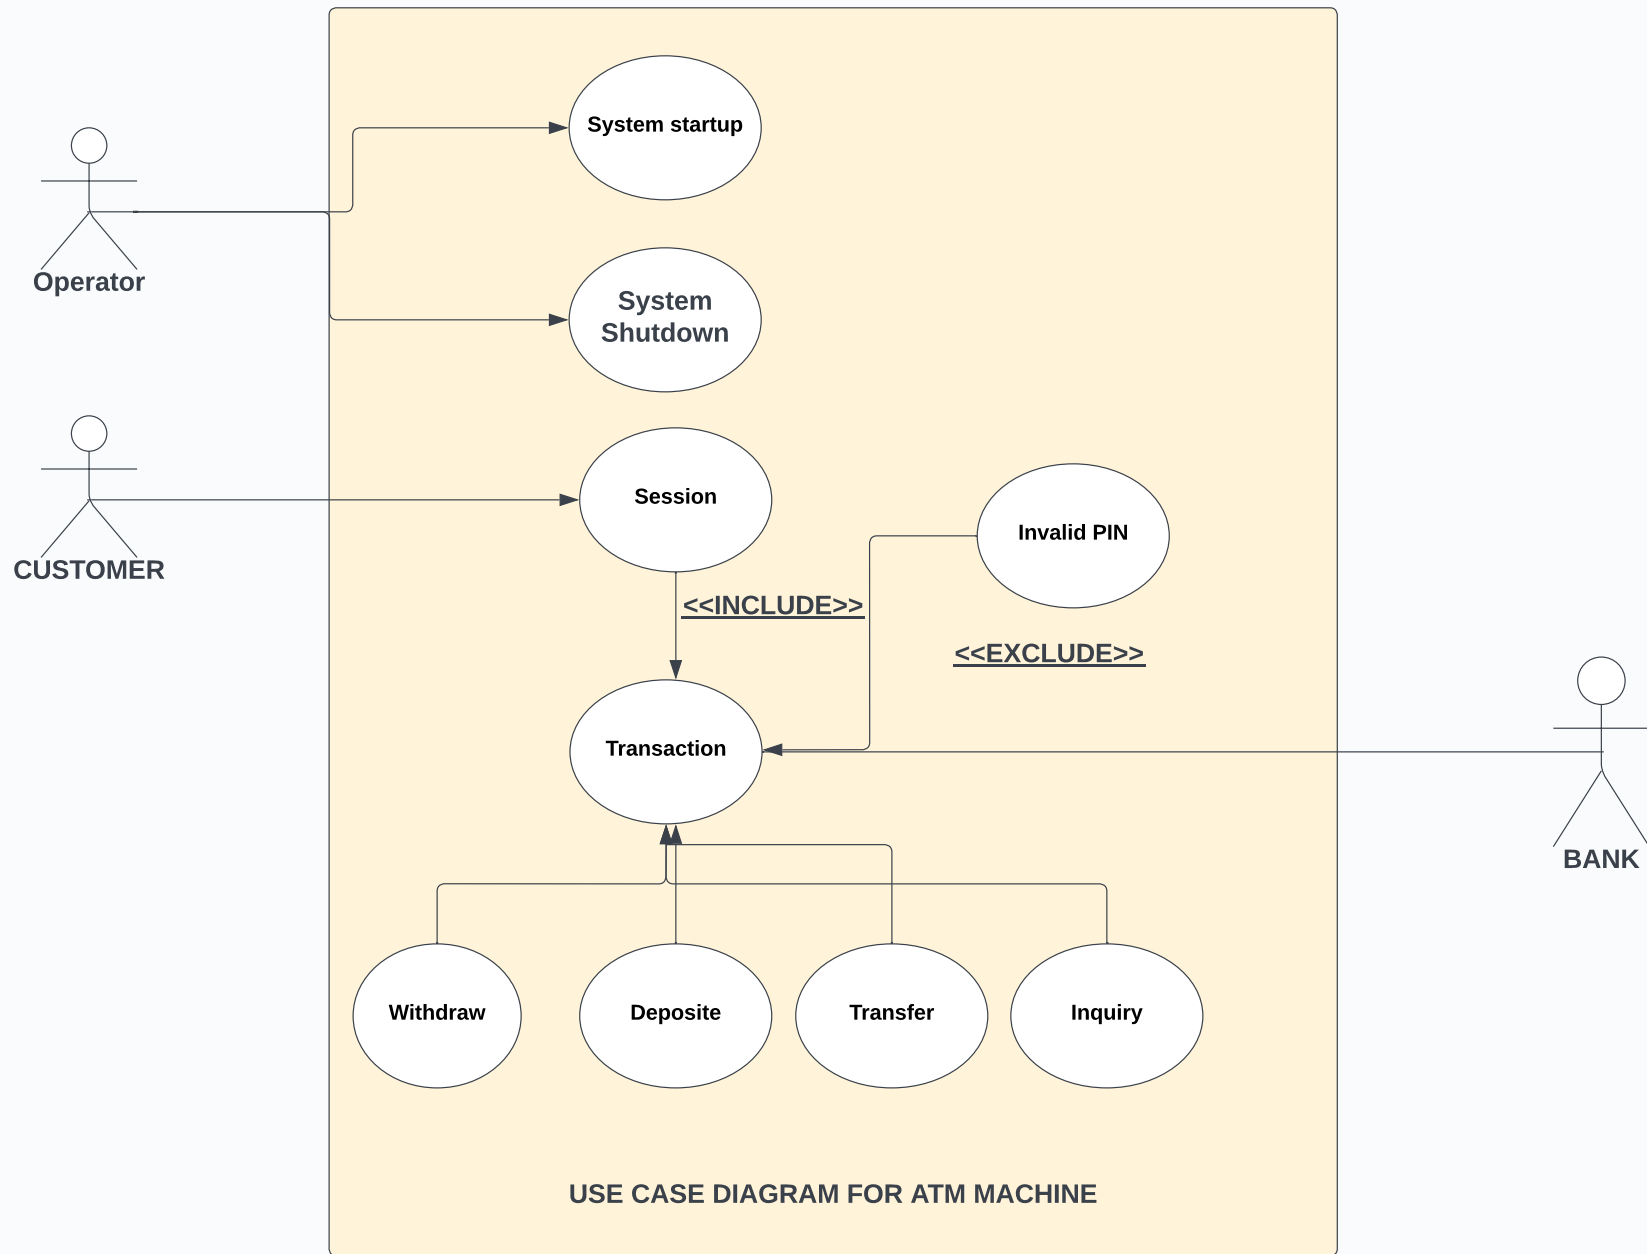 System startup
Operator
System
Shutdown
Session
Invalid PIN
CUSTOMER
<<INCLUDE>>
<<EXCLUDE>>
Transaction
BANK
Withdraw
Deposite
Transfer
Inquiry
USE CASE DIAGRAM FOR ATM MACHINE